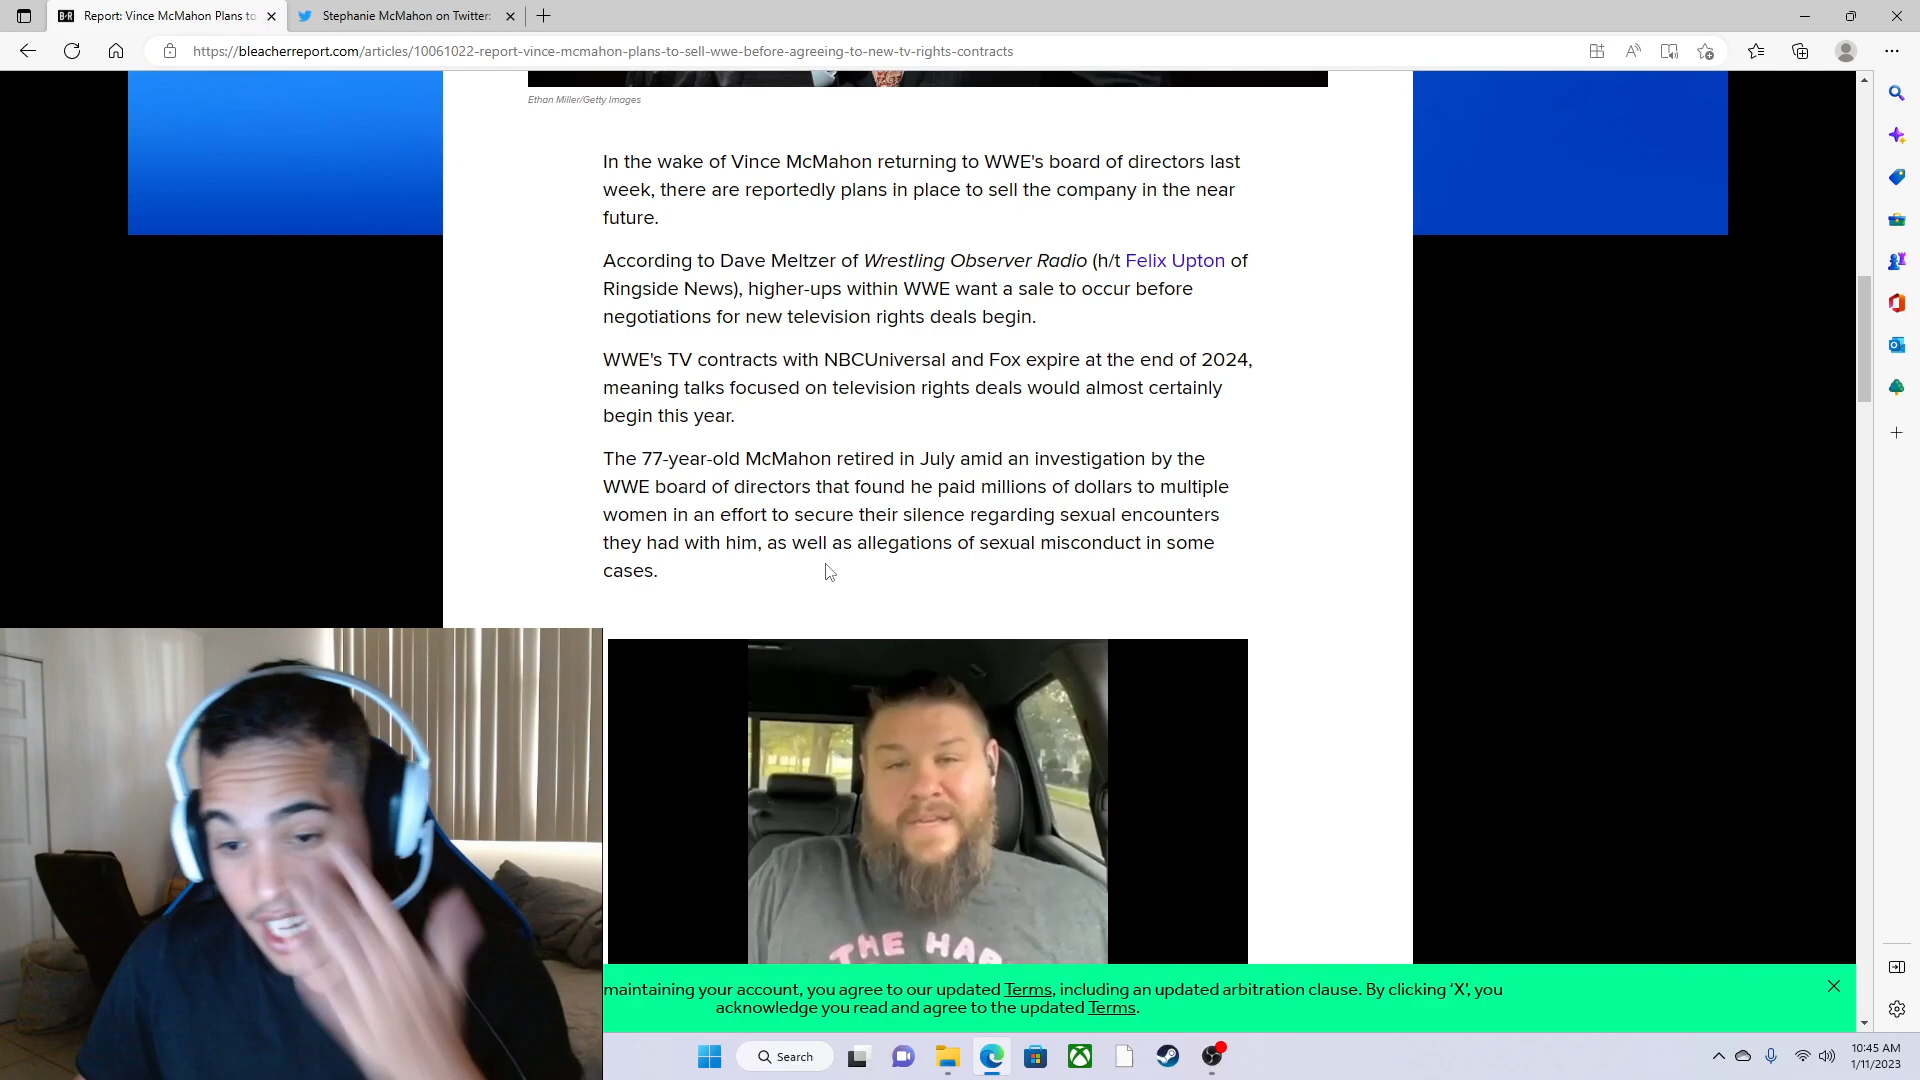 Report: Vince McMahon Plans to
Stephanie McMahon on Twitter:
https://bleacherreport.com/articles/10061022-report-vince-mcmahon-plans-to-sell-wwe-before-agreeing-to-new-tv-rights-contracts
Ethan Miller/Getty Images
In the wake of Vince McMahon returning to WWE's board of directors last
week, there are reportedly plans in place to sell the company in the near
future.
According to Dave Meltzer of Wrestling Observer Radio (h/t Felix Upton of
Ringside News), higher-ups within WWE want a sale to occur before
negotiations for new television rights deals begin.
WWE's TV contracts with NBCUniversal and Fox expire at the end of 2024,
meaning talks focused on television rights deals would almost certainly
begin this year.
The 77-year-old McMahon retired in July amid an investigation by the
WWE board of directors that found he paid millions of dollars to multiple
women in an effort to secure their silence regarding sexual encounters
they had with him, as well as allegations of sexual misconduct in some
cases.
THE HAR
maintaining your account, you agree to our updated Terms, including an updated arbitration clause. By clicking ‘X’, you
acknowledge you read and agree to the updated Terms.
Search
10:45 AM
1/11/2023